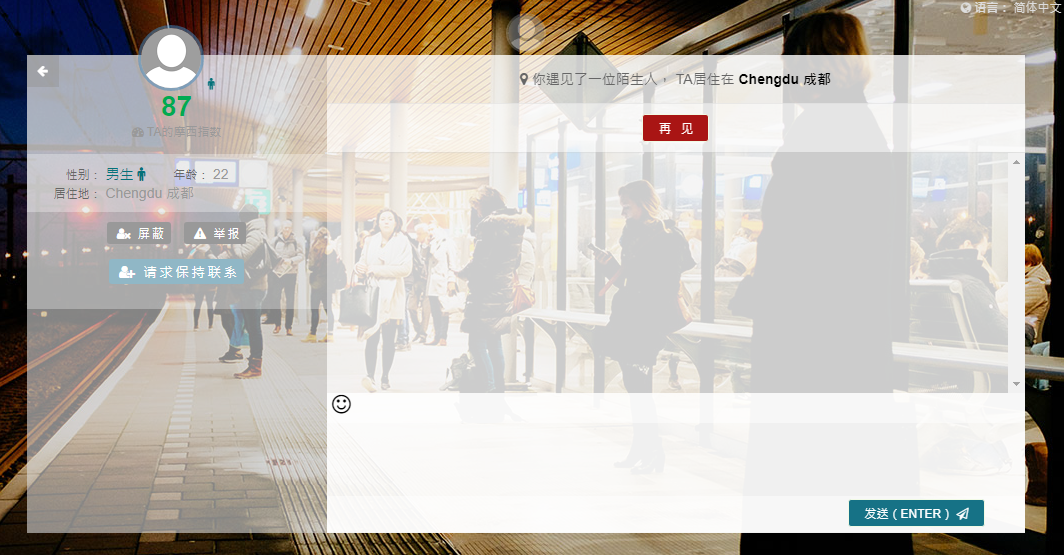 语言： 简体中文
87
TA的摩西指数
性别： 男生 年龄： 22
居住地： Chengdu 成都
屏蔽 举报
请求保持联系
你遇见了一位陌生人， TA居住在 Chengdu 成都
再 见
发送 ( ENTER )